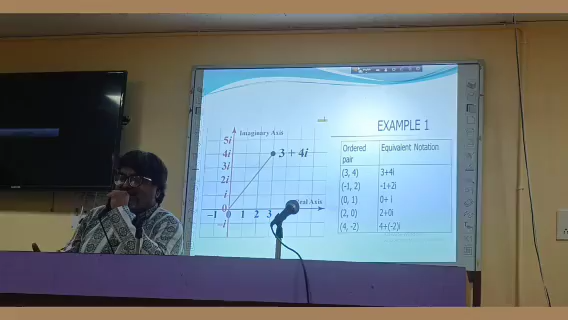 EXAMPLE 1
Imaginary Axis
5i
4i
3i
2i
i
0
-i
3 + 4i
-1 0 1 2 3
Ordered pair Equivalent Notation
(3, 4) 3+4i
(-1, 2) -1+2i
(0, 1) 0+ i
(2, 0) 2+0i
(4, -2) 4+(-2)i